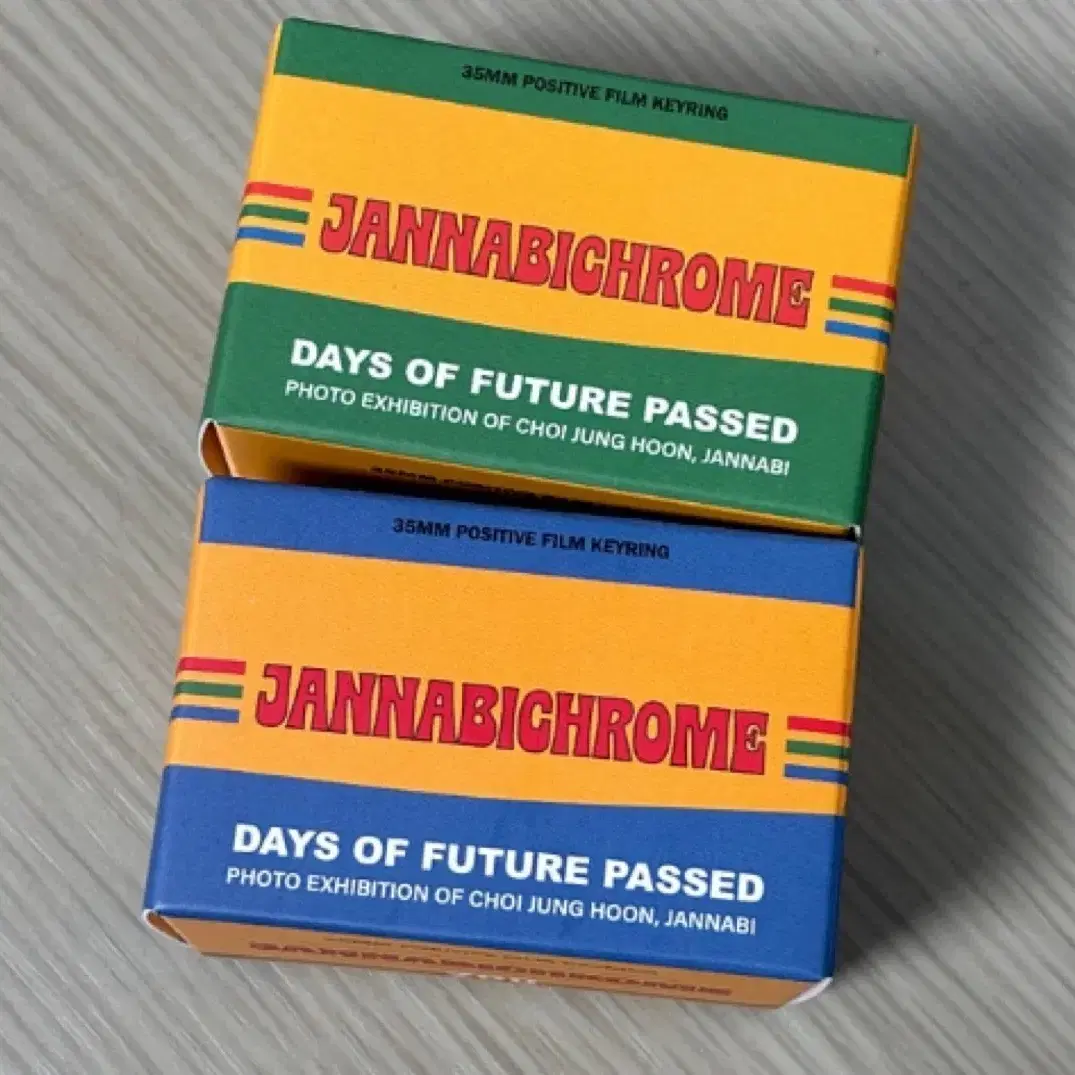 35MM POSITIVE FILM KEYRING
JANNABICHROME
DAYS OF FUTURE PASSED
PHOTO EXHIBITION OF CHOI JUNG HOON, JANNABI
35MM POSITIVE FILM KEYRING
JANNABICHROME
DAYS OF FUTURE PASSED
PHOTO EXHIBITION OF CHOI JUNG HOON, JANNABI